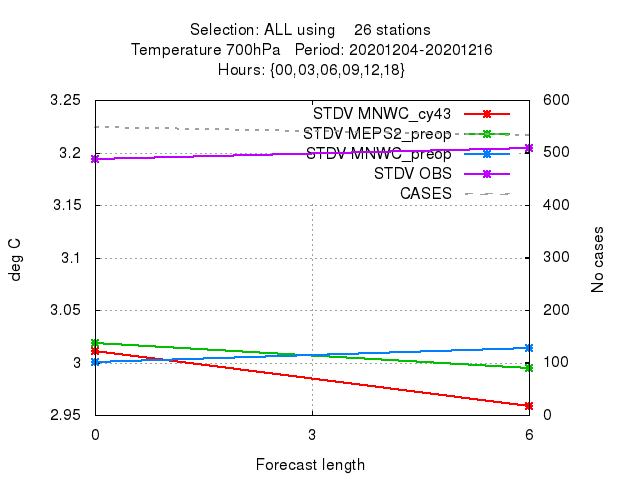 Selection: ALL using 26 stations
Temperature 700hPa Period: 20201204-20201216
Hours: {00,03,06,09,12,18}
3.25
3.2
3.15
3.1
3.05
3
2.95
deg C
600
500
400
300
200
100
0
No cases
STDV MNWC_cy43
STDV MEPS2_preop
STDV MNWC_preop
STDV OBS
CASES
0 3 6
Forecast length